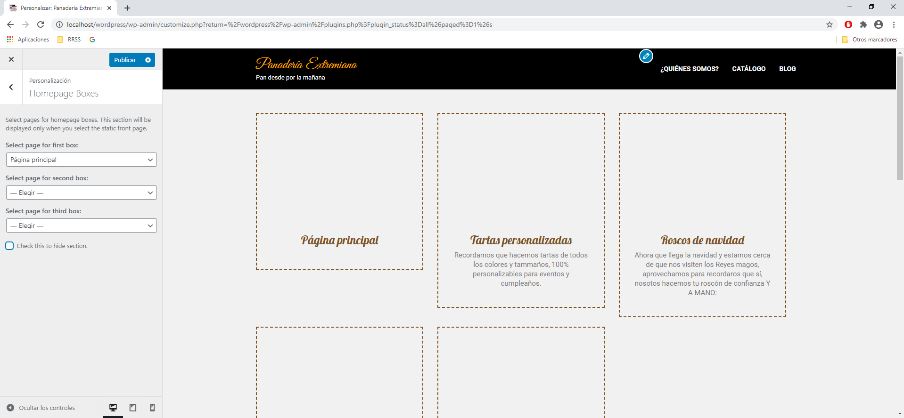 Personalizar: Panadería Extremi
localhost/wordpress/wp-admin/customize.php?return=%2Fwordpress%2Fwp-admin%2Fplugins.php%3Fplugin_status%3Dall%26paged%3D1%26s
Aplicaciones RRSS G Otros marcadores
Publicar
Personalización
Homepage Boxes
Select pages for homepage boxes. This section will be
displayed only when you select the static front page.
Select page for first box:
Página principal
Select page for second box:
— Elegir —
Select page for third box:
— Elegir —
Check this to hide section.
Ocultar los controles
Panadería Extremiana
Pan desde por la mañana
¿QUIÉNES SOMOS? CATÁLOGO BLOG
Página principal
Tartas personalizadas
Recordamos que hacemos tartas de todos
los colores y tammaños, 100%
personalizables para eventos y
cumpleaños.
Roscos de navidad
Ahora que llega la navidad y estamos cerca
de que nos visiten los Reyes magos,
aprovechamos para recordaros que sí,
nosotos hacemos tu roscón de confianza Y
A MANO: